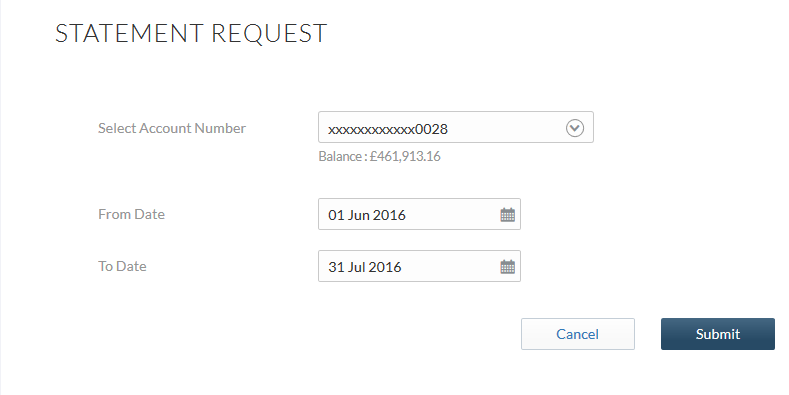 STATEMENT REQUEST
Select Account Number
xxxxxxxxxxxx0028
Balance : £461,913.16
From Date
01 Jun 2016
To Date
31 Jul 2016
Cancel
Submit